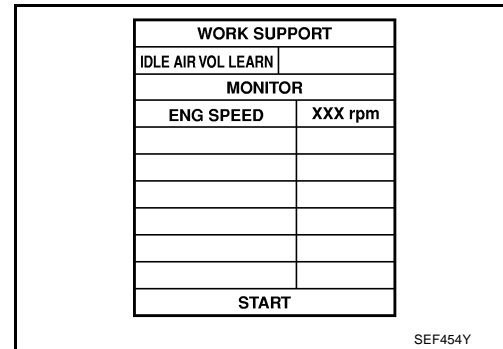 WORK SUPPORT
IDLE AIR VOL LEARN
MONITOR
ENG SPEED XXX rpm
START
SEF454Y